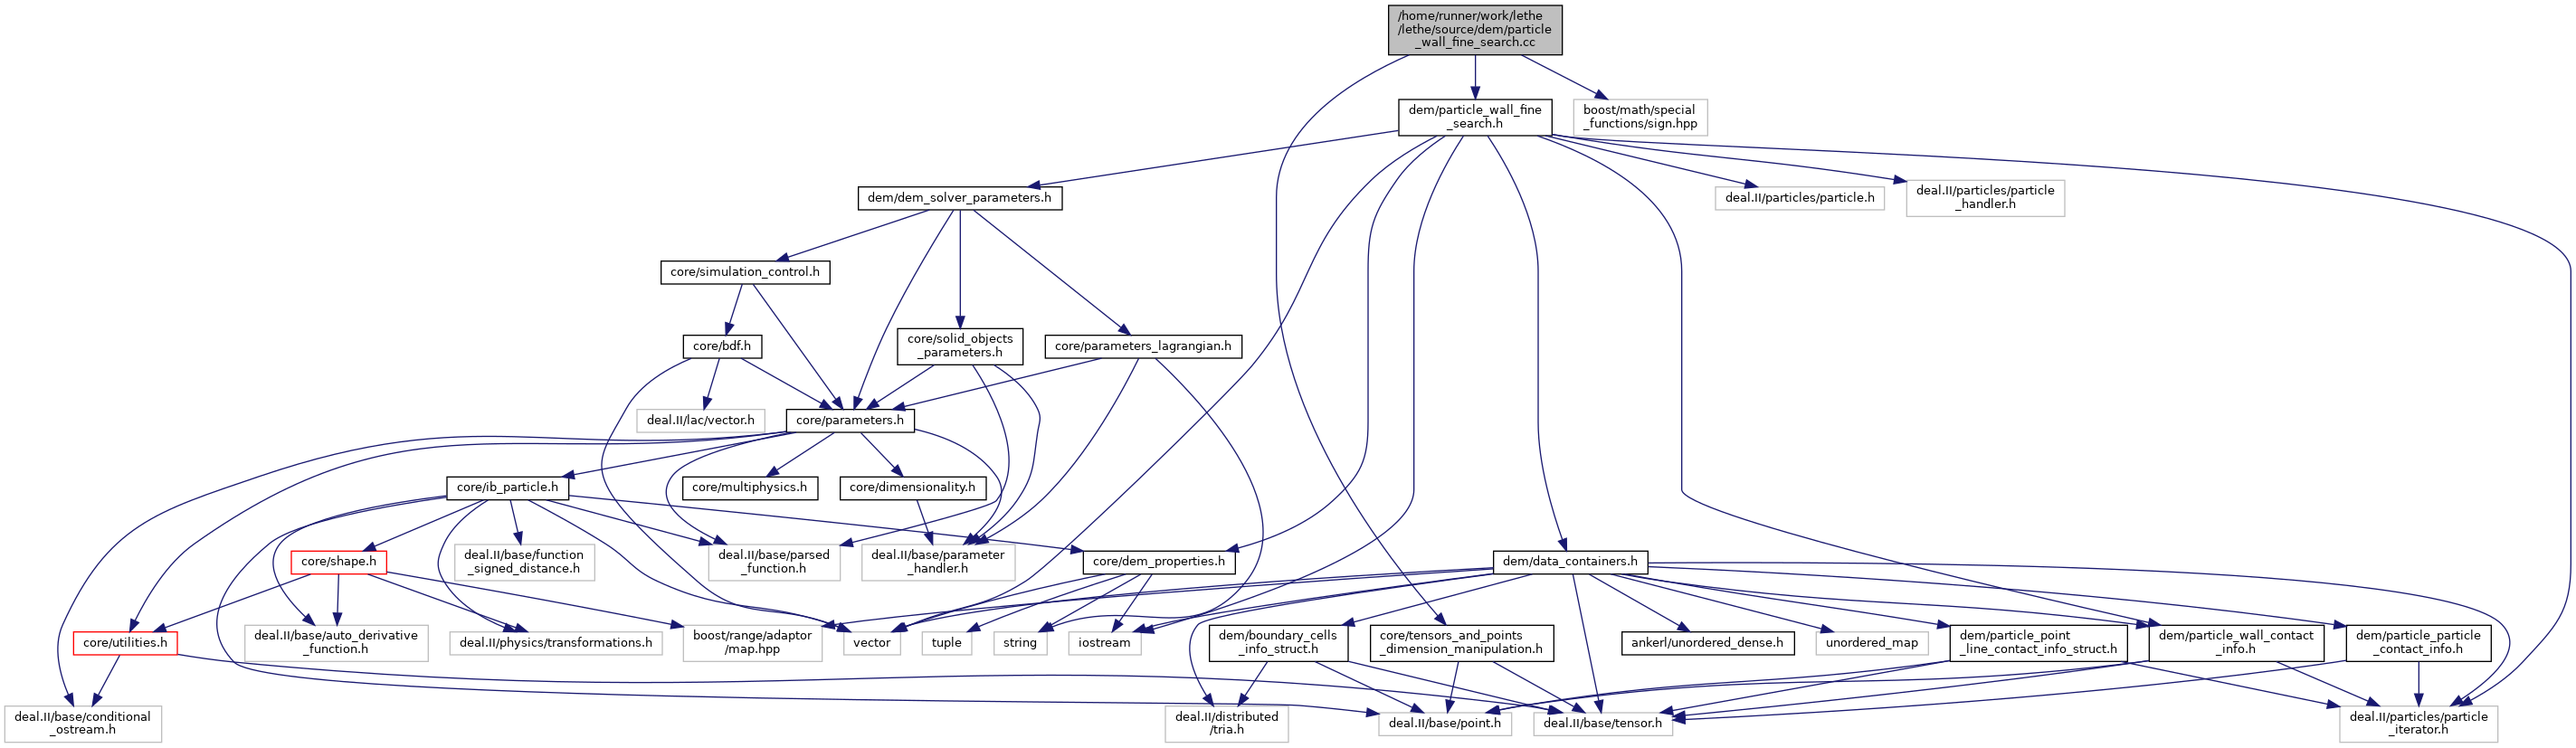 /home/runner/work/lethe
/lethe/source/dem/particle
_wall_fine_search.cc
dem/particle_wall_fine
_search.h
boost/math/special
_functions/sign.hpp
dem/dem_solver_parameters.h
deal.II/particles/particle.h
deal.II/particles/particle
_handler.h
core/simulation_control.h
core/bdf.h
core/solid_objects
_parameters.h
core/parameters_lagrangian.h
deal.II/lac/vector.h
core/parameters.h
core/ib_particle.h
core/multiphysics.h
core/dimensionality.h
core/shape.h
deal.II/base/function
_signed_distance.h
deal.II/base/parsed
_function.h
deal.II/base/parameter
_handler.h
core/dem_properties.h
dem/data_containers.h
core/utilities.h
deal.II/base/auto_derivative
_function.h
deal.II/physics/transformations.h
boost/range/adaptor
/map.hpp
vector
tuple
string
iostream
dem/boundary_cells
_info_struct.h
core/tensors_and_points
_dimension_manipulation.h
ankerl/unordered_dense.h
unordered_map
dem/particle_point
_line_contact_info_struct.h
dem/particle_wall_contact
_info.h
dem/particle_particle
_contact_info.h
deal.II/base/conditional
_ostream.h
deal.II/distributed
/tria.h
deal.II/base/point.h
deal.II/base/tensor.h
deal.II/particles/particle
_iterator.h